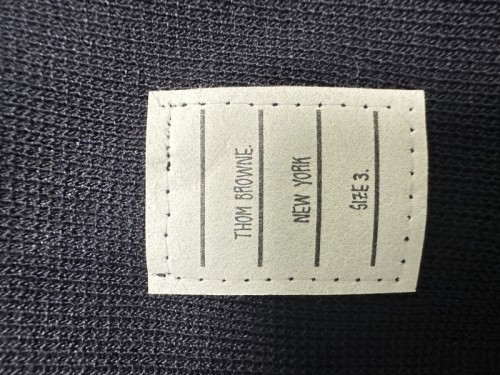 THOM BROWNE.
NEW YORK
SIZE 3.